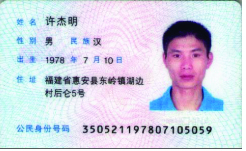 姓名 许杰明
性别 男 民族 汉
出生 1978 年 7 月 10 日
住址 福建省惠安县东岭镇湖边
村后仑5号
公民身份号码 350521197807105059